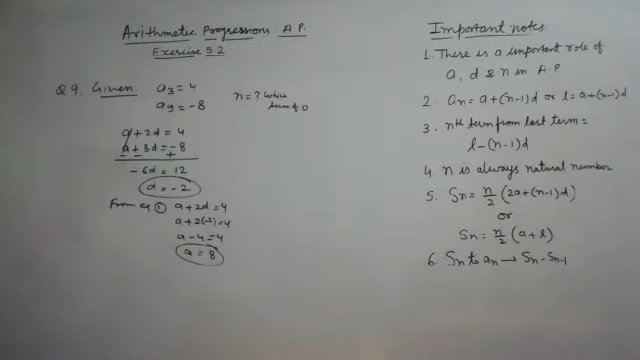 Arithmetic Progressions A.P.
Exercise 5.2
Q 9. Given a3 = 4
a9 = -8
n = ? which
term of 0
a + 2d = 4
a + 8d = -8
- - +
-6d = 12
d = -2
From eq ① a + 2d = 4
a + 2(-2) = 4
a - 4 = 4
a = 8
Important notes
1. There is a important role of
a, d & n in A.P
2. an = a + (n-1)d or l = a + (n-1)d
3. nth term from last term =
l - (n-1)d
4 n is always natural number
5. Sn = n/2 (2a + (n-1)d)
or
Sn = n/2 (a + l)
6. Sn to an → Sn - Sn-1